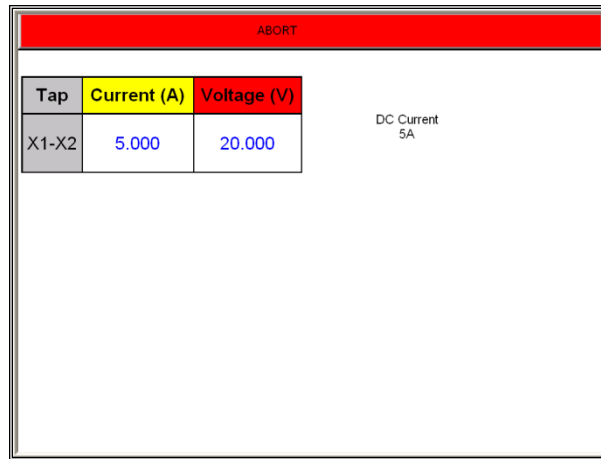 ABORT
Tap Current (A) Voltage (V)
X1-X2 5.000 20.000
DC Current
5A